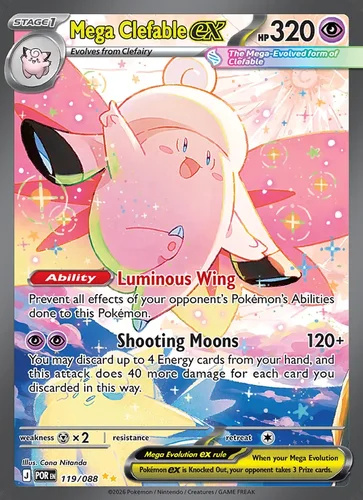 STAGE 1
Mega Clefable ex
HP 320
Evolves from Clefairy
The Mega-Evolved form of
Clefable
Ability Luminous Wing
Prevent all effects of your opponent's Pokémon's Abilities
done to this Pokémon.
Shooting Moons 120+
You may discard up to 4 Energy cards from your hand, and
this attack does 40 more damage for each card you
discarded in this way.
weakness ×2 resistance retreat
Illus. Cona Nitanda
Mega Evolution ex rule When your Mega Evolution
Pokémon ex is Knocked Out, your opponent takes 3 Prize cards.
J POR EN 119/088
©2026 Pokémon / Nintendo / Creatures / GAME FREAK